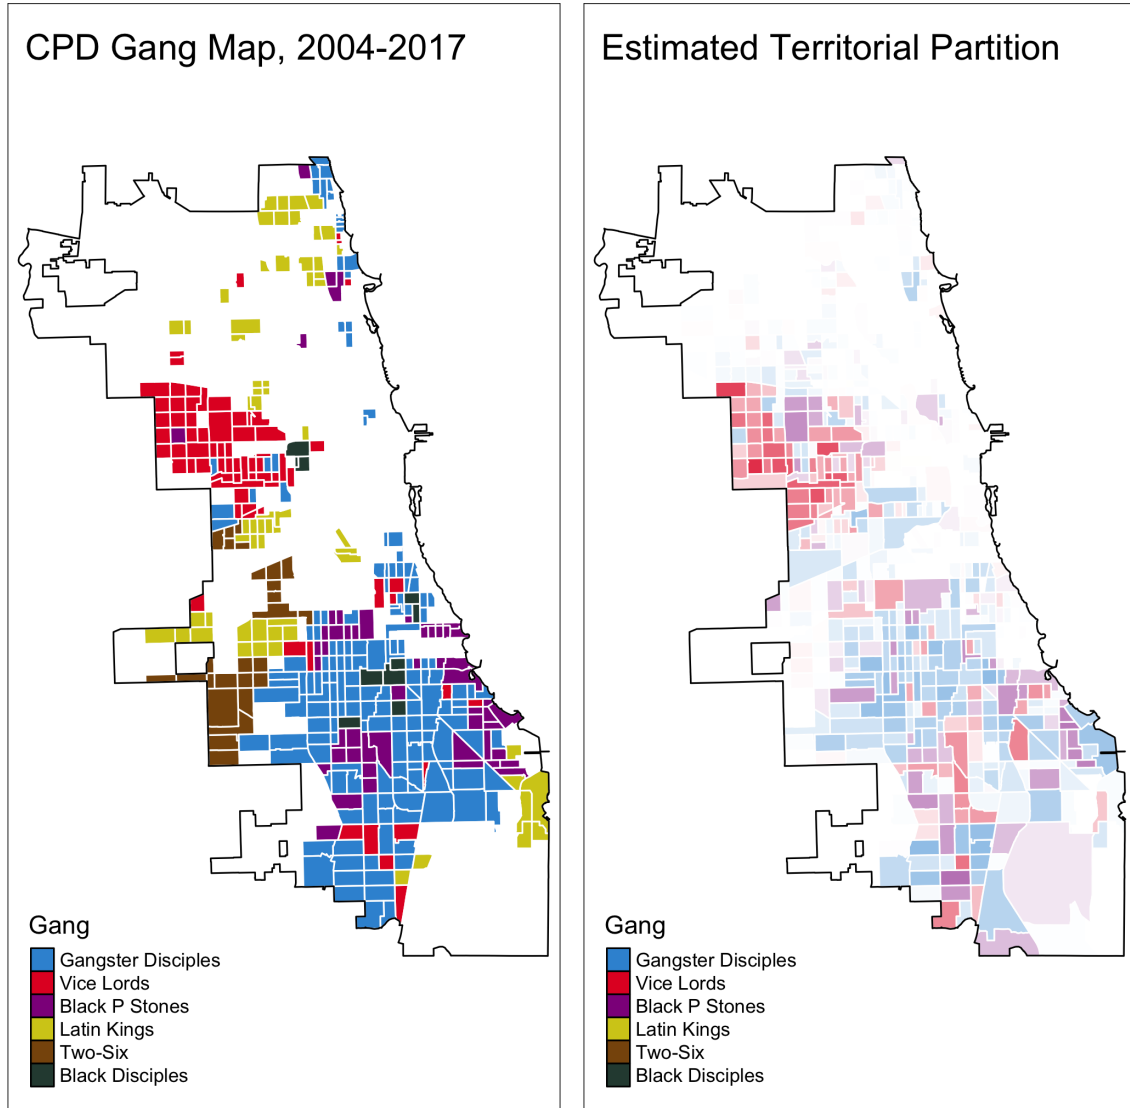 CPD Gang Map, 2004-2017
Gang
Gangster Disciples
Vice Lords
Black P Stones
Latin Kings
Two-Six
Black Disciples
Estimated Territorial Partition
Gang
Gangster Disciples
Vice Lords
Black P Stones
Latin Kings
Two-Six
Black Disciples